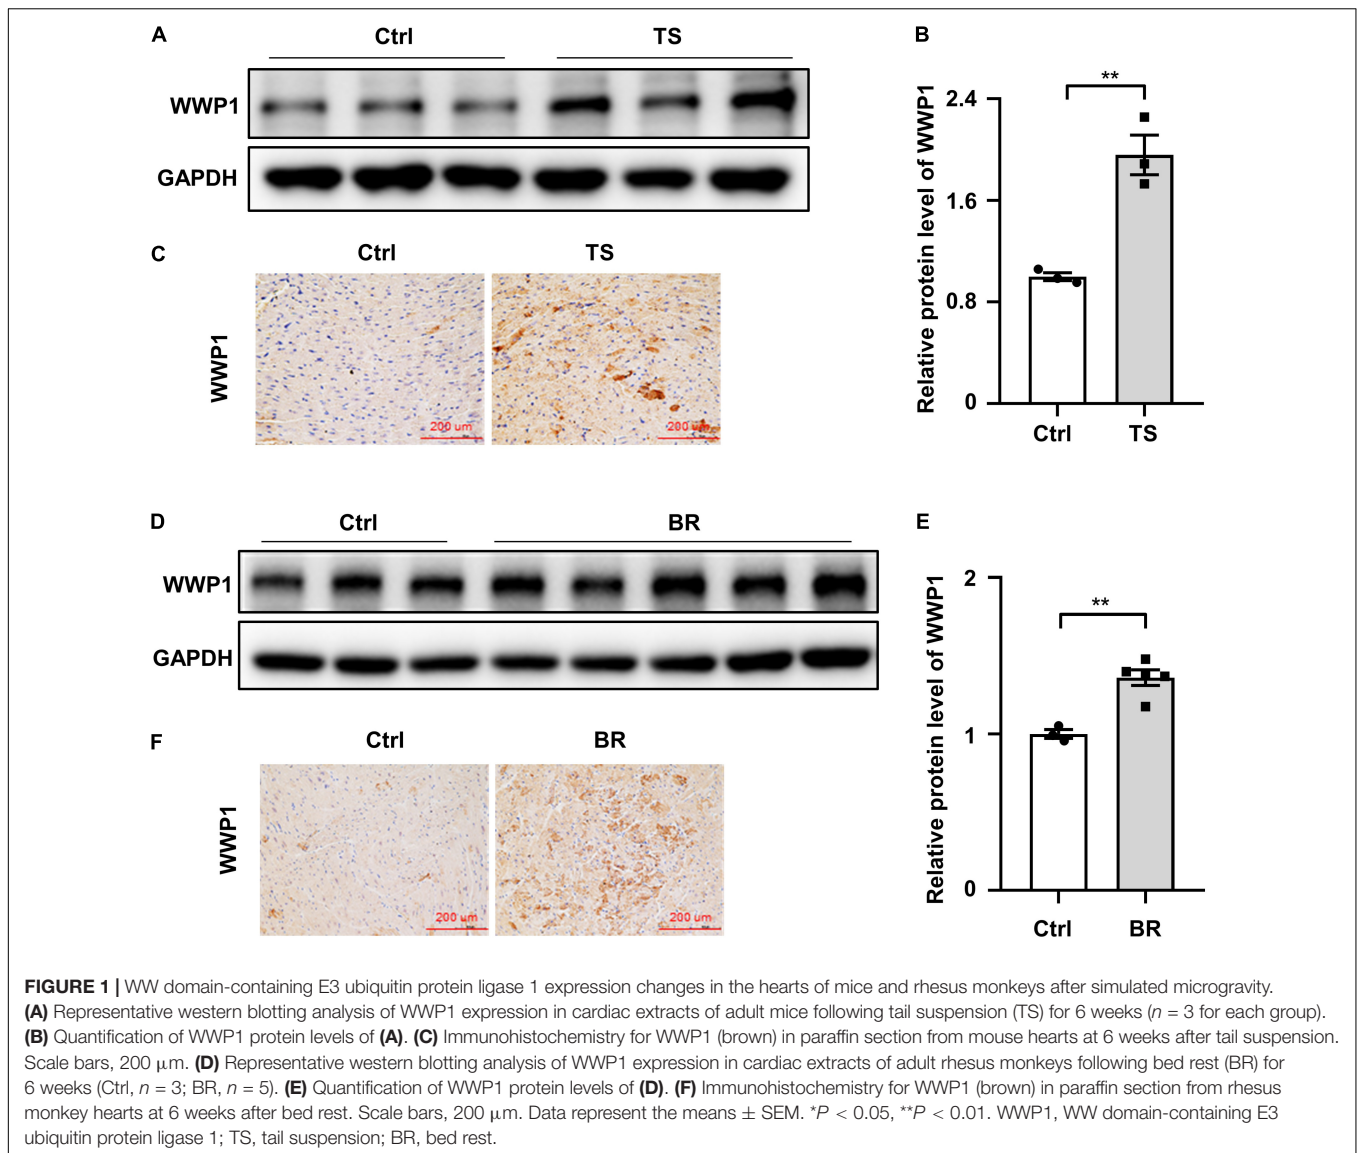 A
Ctrl
TS
WWP1
GAPDH
B
**
Relative protein level of WWP1
2.4
1.6
0.8
0
Ctrl
TS
C
Ctrl
TS
WWP1
200 um
200 um
D
Ctrl
BR
WWP1
GAPDH
E
**
Relative protein level of WWP1
2
1
0
Ctrl
BR
F
Ctrl
BR
WWP1
200 um
200 um
FIGURE 1 | WW domain-containing E3 ubiquitin protein ligase 1 expression changes in the hearts of mice and rhesus monkeys after simulated microgravity.
(A) Representative western blotting analysis of WWP1 expression in cardiac extracts of adult mice following tail suspension (TS) for 6 weeks (n = 3 for each group).
(B) Quantification of WWP1 protein levels of (A). (C) Immunohistochemistry for WWP1 (brown) in paraffin section from mouse hearts at 6 weeks after tail suspension.
Scale bars, 200 μm. (D) Representative western blotting analysis of WWP1 expression in cardiac extracts of adult rhesus monkeys following bed rest (BR) for
6 weeks (Ctrl, n = 3; BR, n = 5). (E) Quantification of WWP1 protein levels of (D). (F) Immunohistochemistry for WWP1 (brown) in paraffin section from rhesus
monkey hearts at 6 weeks after bed rest. Scale bars, 200 μm. Data represent the means ± SEM. *P < 0.05, **P < 0.01. WWP1, WW domain-containing E3
ubiquitin protein ligase 1; TS, tail suspension; BR, bed rest.